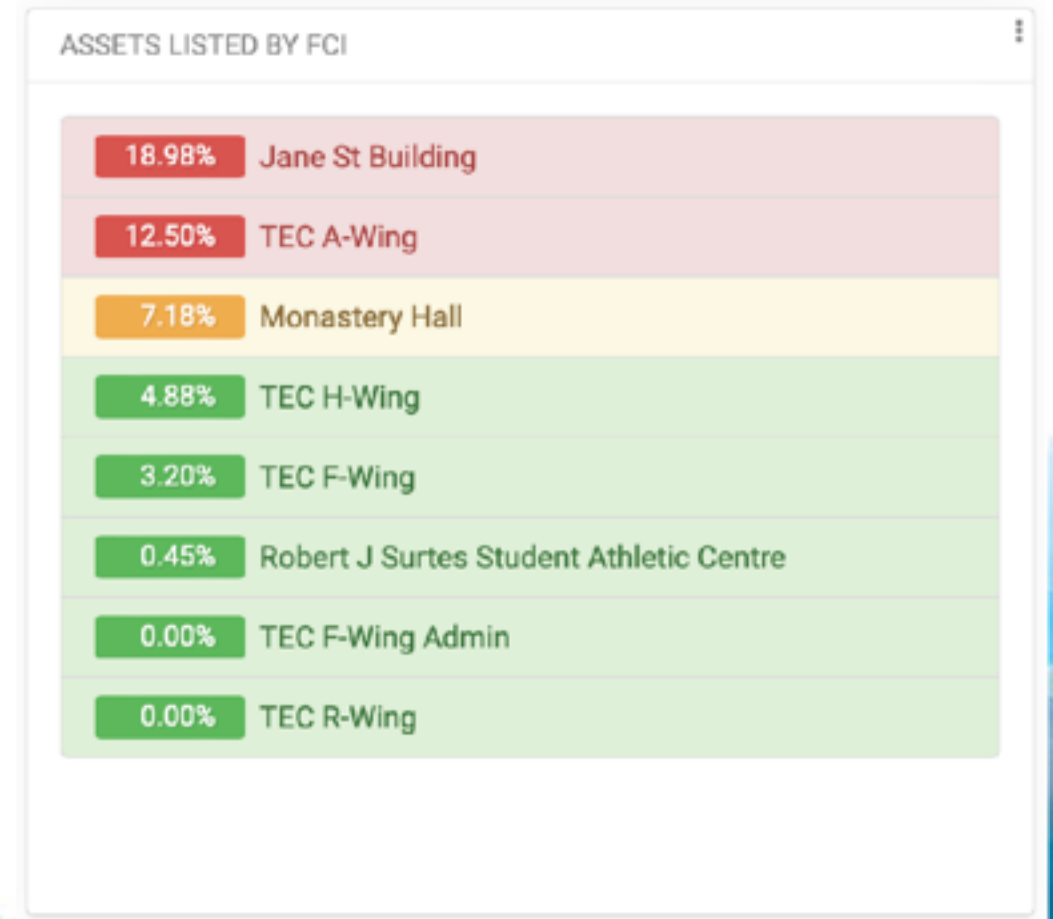 ASSETS LISTED BY FCI
18.98% Jane St Building
12.50% TEC A-Wing
7.18% Monastery Hall
4.88% TEC H-Wing
3.20% TEC F-Wing
0.45% Robert J Surtes Student Athletic Centre
0.00% TEC F-Wing Admin
0.00% TEC R-Wing